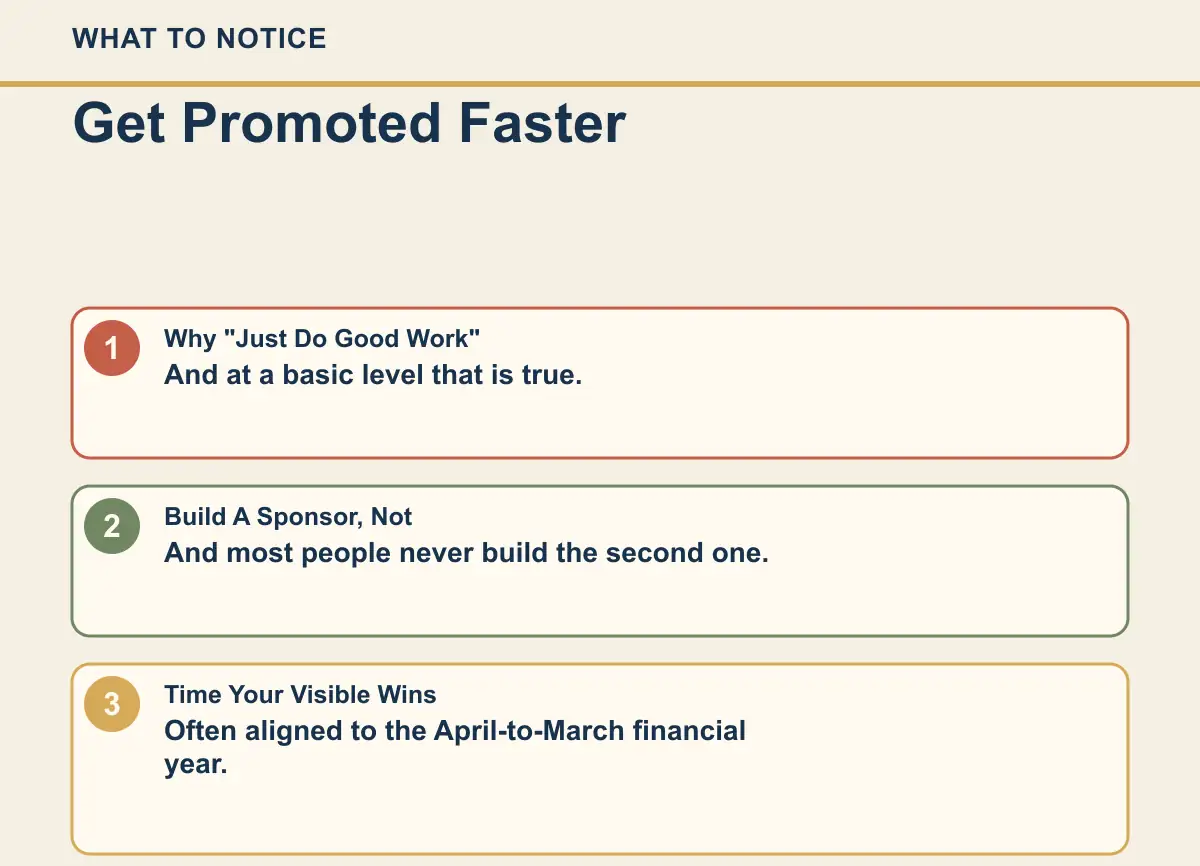 WHAT TO NOTICE
Get Promoted Faster
1
Why "Just Do Good Work"
And at a basic level that is true.
2
Build A Sponsor, Not
And most people never build the second one.
3
Time Your Visible Wins
Often aligned to the April-to-March financial
year.